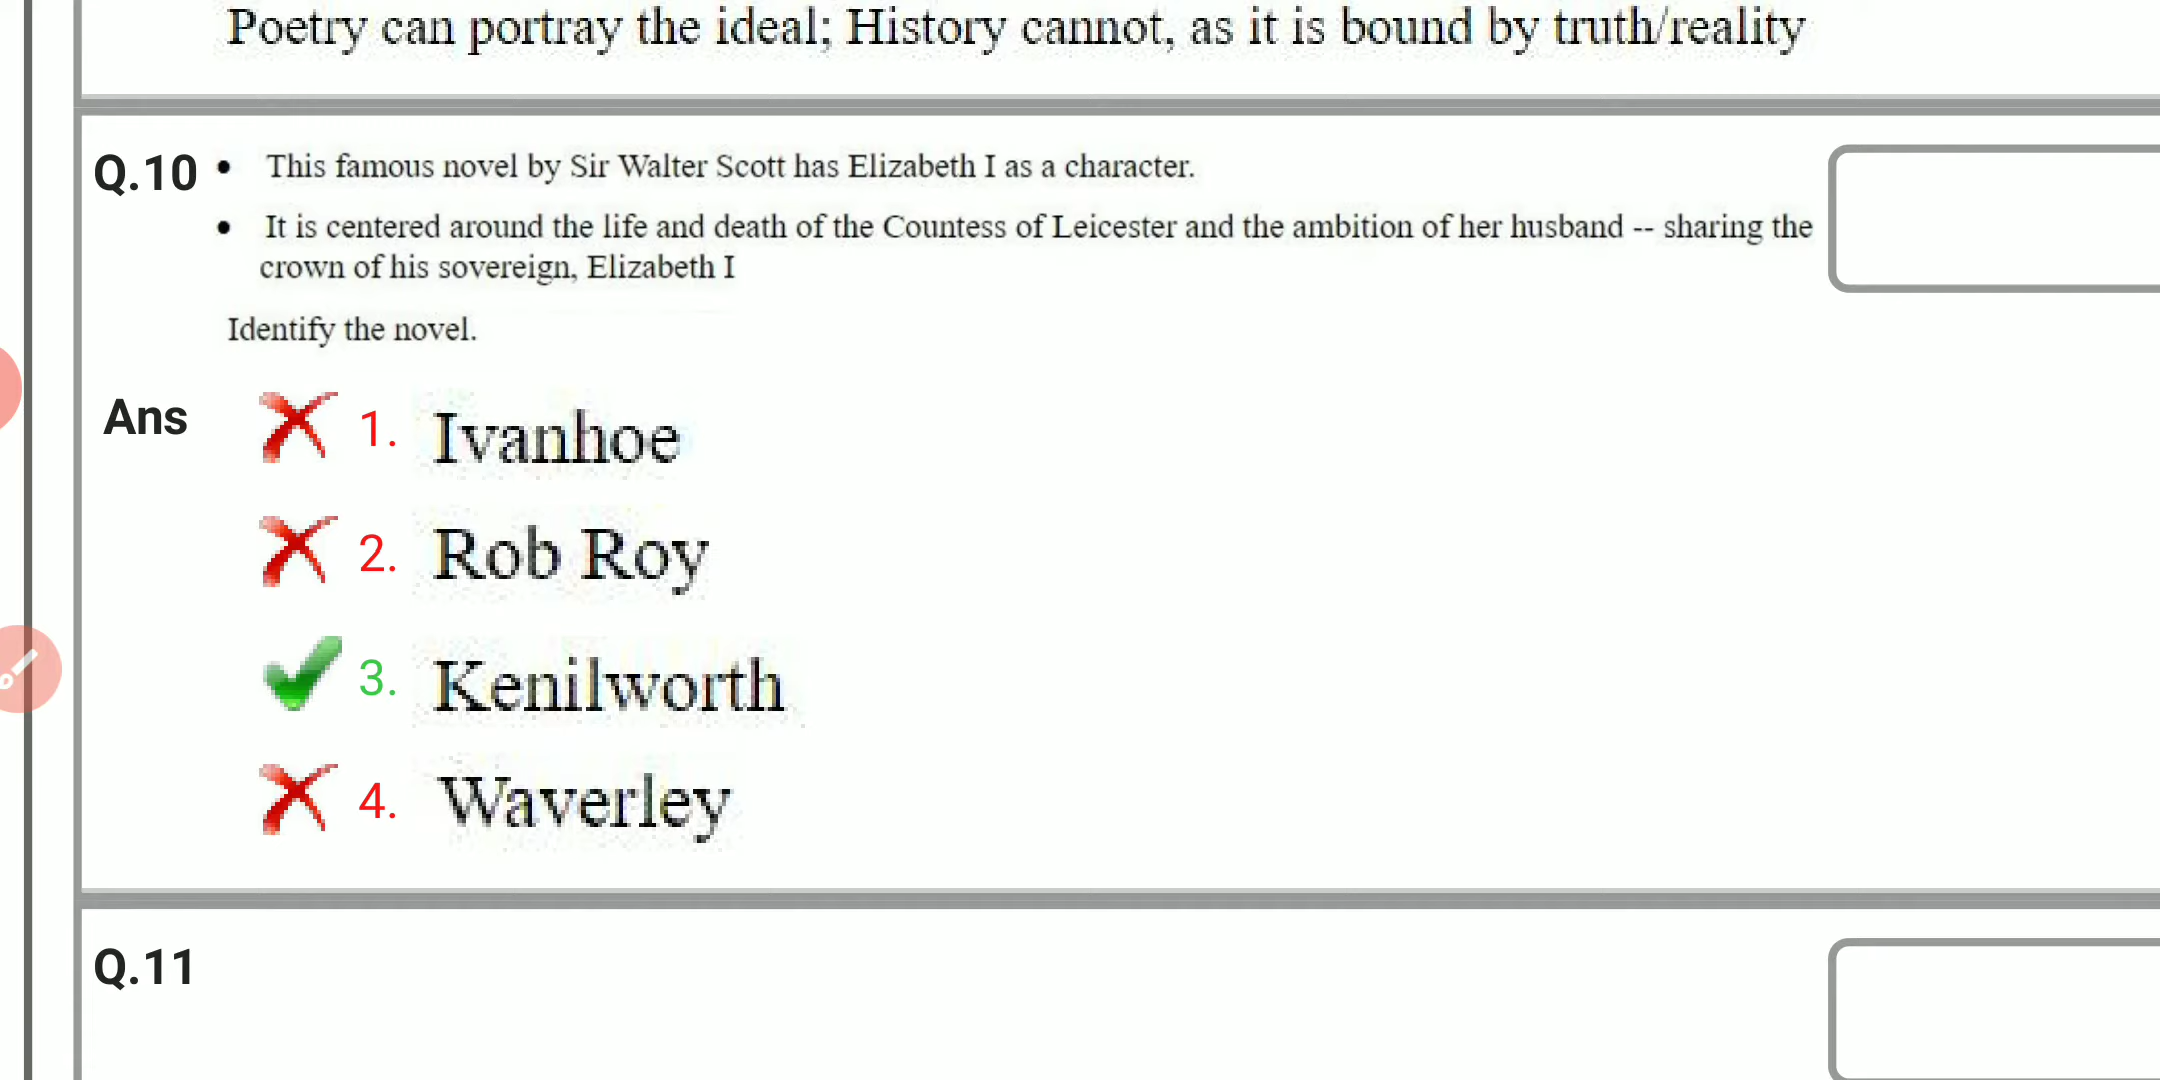 Poetry can portray the ideal; History cannot, as it is bound by truth/reality
Q.10 • This famous novel by Sir Walter Scott has Elizabeth I as a character.
• It is centered around the life and death of the Countess of Leicester and the ambition of her husband -- sharing the
crown of his sovereign, Elizabeth I
Identify the novel.
Ans 1. Ivanhoe
2. Rob Roy
3. Kenilworth
4. Waverley
Q.11